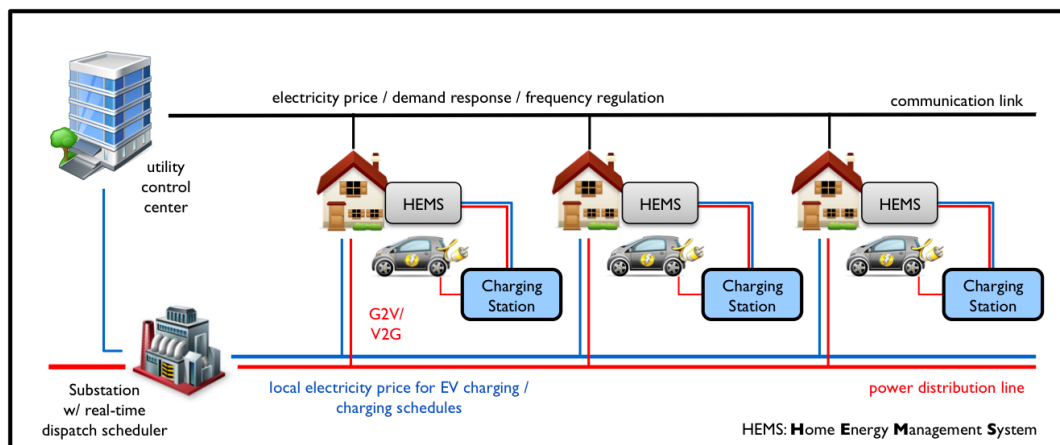 electricity price / demand response / frequency regulation
communication link
utility
control
center
HEMS
HEMS
HEMS
Charging
Station
Charging
Station
Charging
Station
G2V/
V2G
Substation
w/ real-time
dispatch scheduler
local electricity price for EV charging /
charging schedules
power distribution line
HEMS: Home Energy Management System